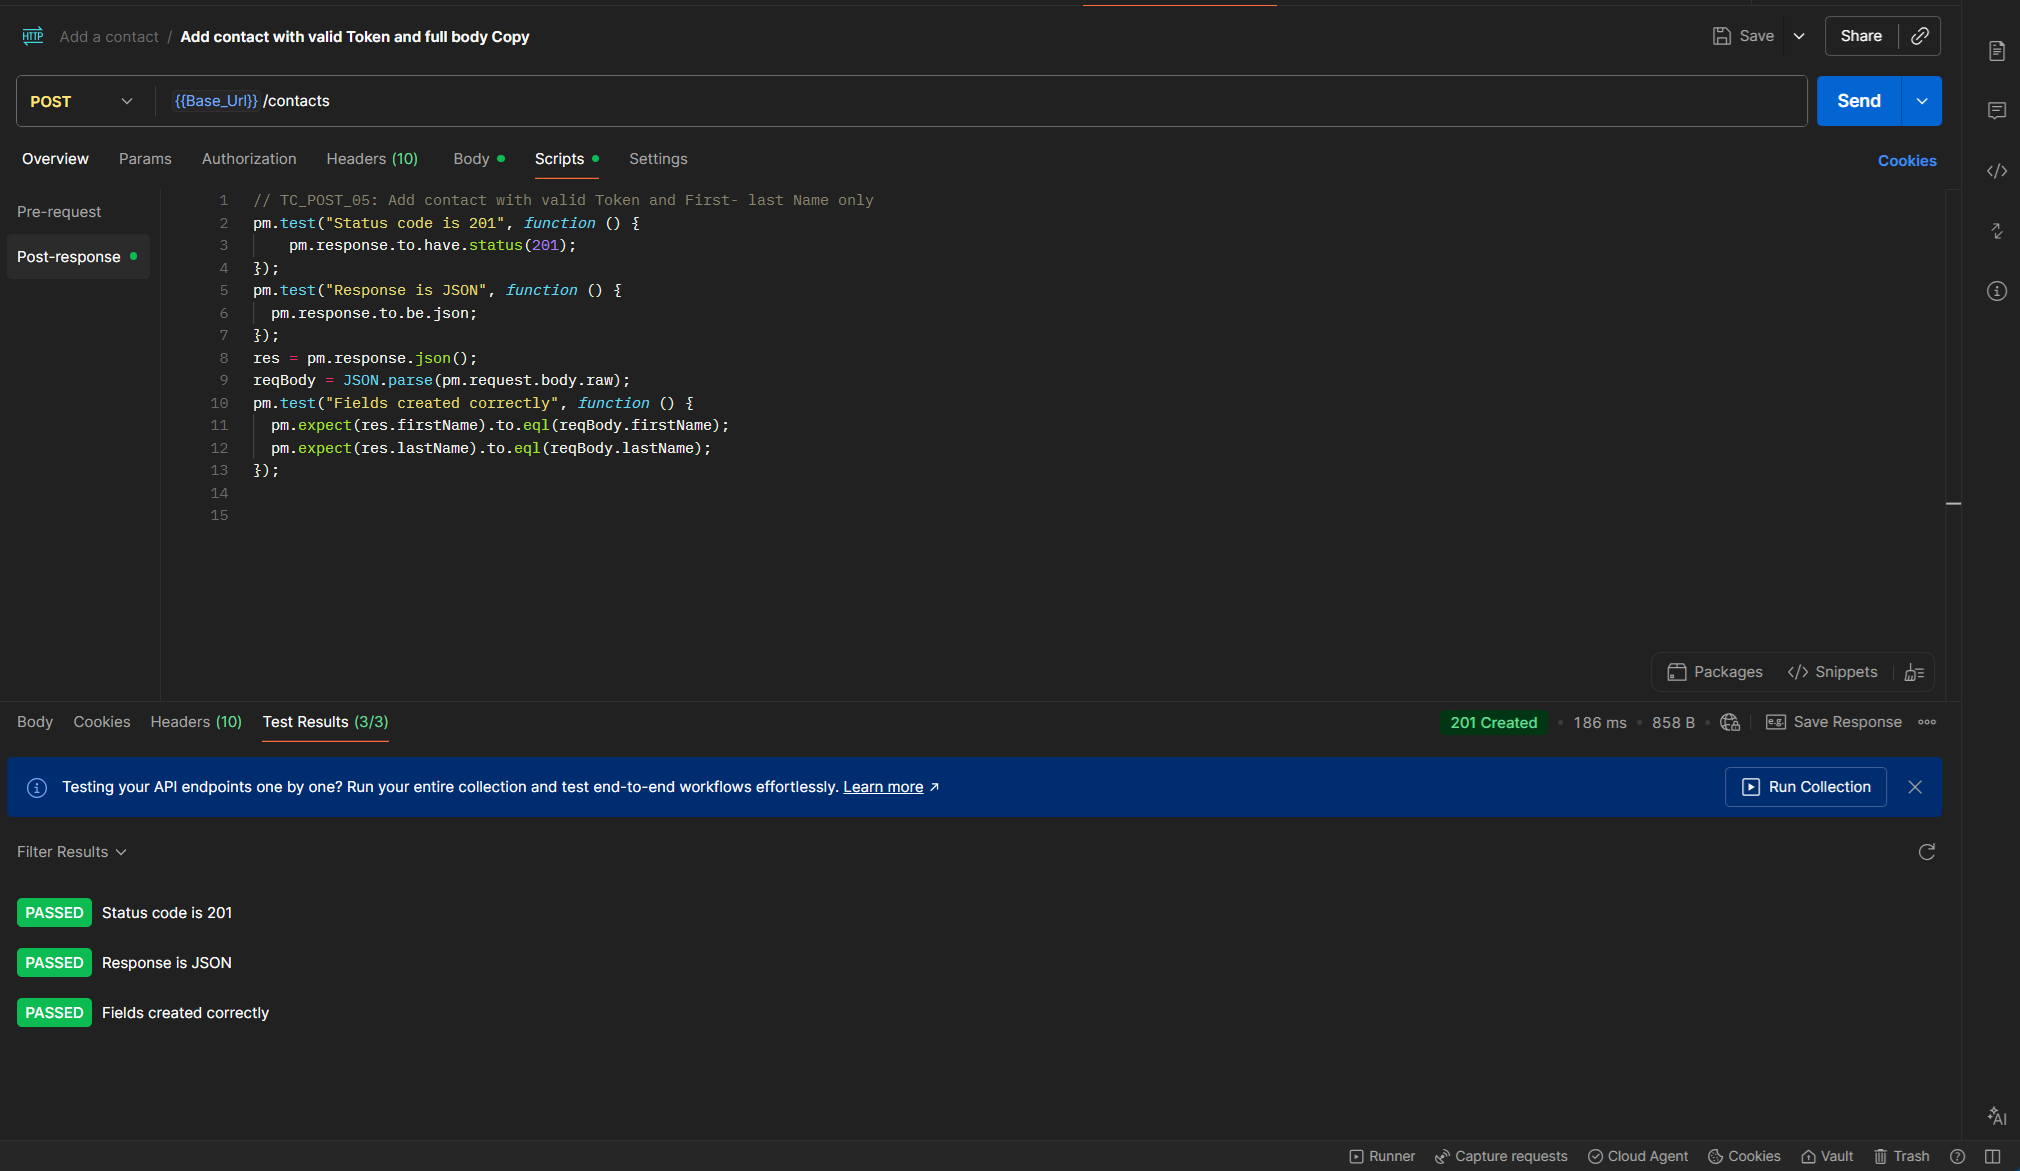 HTTP Add a contact / Add contact with valid Token and full body Copy
Save Share
POST {{Base_Url}} /contacts Send
Overview Params Authorization Headers (10) Body Scripts Settings Cookies
Pre-request
Post-response
1 // TC_POST_05: Add contact with valid Token and First- last Name only
2 pm.test("Status code is 201", function () {
3 pm.response.to.have.status(201);
4 });
5 pm.test("Response is JSON", function () {
6 pm.response.to.be.json;
7 });
8 res = pm.response.json();
9 reqBody = JSON.parse(pm.request.body.raw);
10 pm.test("Fields created correctly", function () {
11 pm.expect(res.firstName).to.eql(reqBody.firstName);
12 pm.expect(res.lastName).to.eql(reqBody.lastName);
13 });
14
15
Packages </> Snippets
Body Cookies Headers (10) Test Results (3/3) 201 Created • 186 ms • 858 B • e.g. Save Response
Testing your API endpoints one by one? Run your entire collection and test end-to-end workflows effortlessly. Learn more ↗ Run Collection
Filter Results
PASSED Status code is 201
PASSED Response is JSON
PASSED Fields created correctly
AI
Runner Capture requests Cloud Agent Cookies Vault Trash